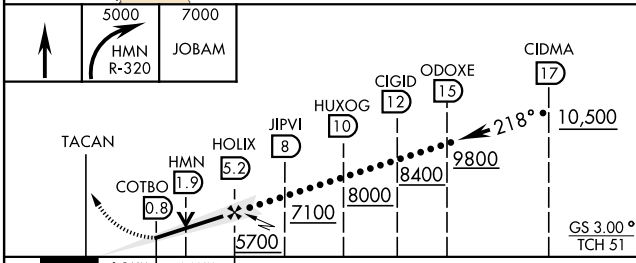 5000 7000
HMN
R-320
JOBAM
CIDMA
17
ODOXE
15
CIGID
12
HUXOG
10
JIPVI
8
HOLIX
5.2
HMN
1.9
COTBO
0.8
TACAN
218°
10,500
9800
8400
8000
7100
5700
GS 3.00°
TCH 51